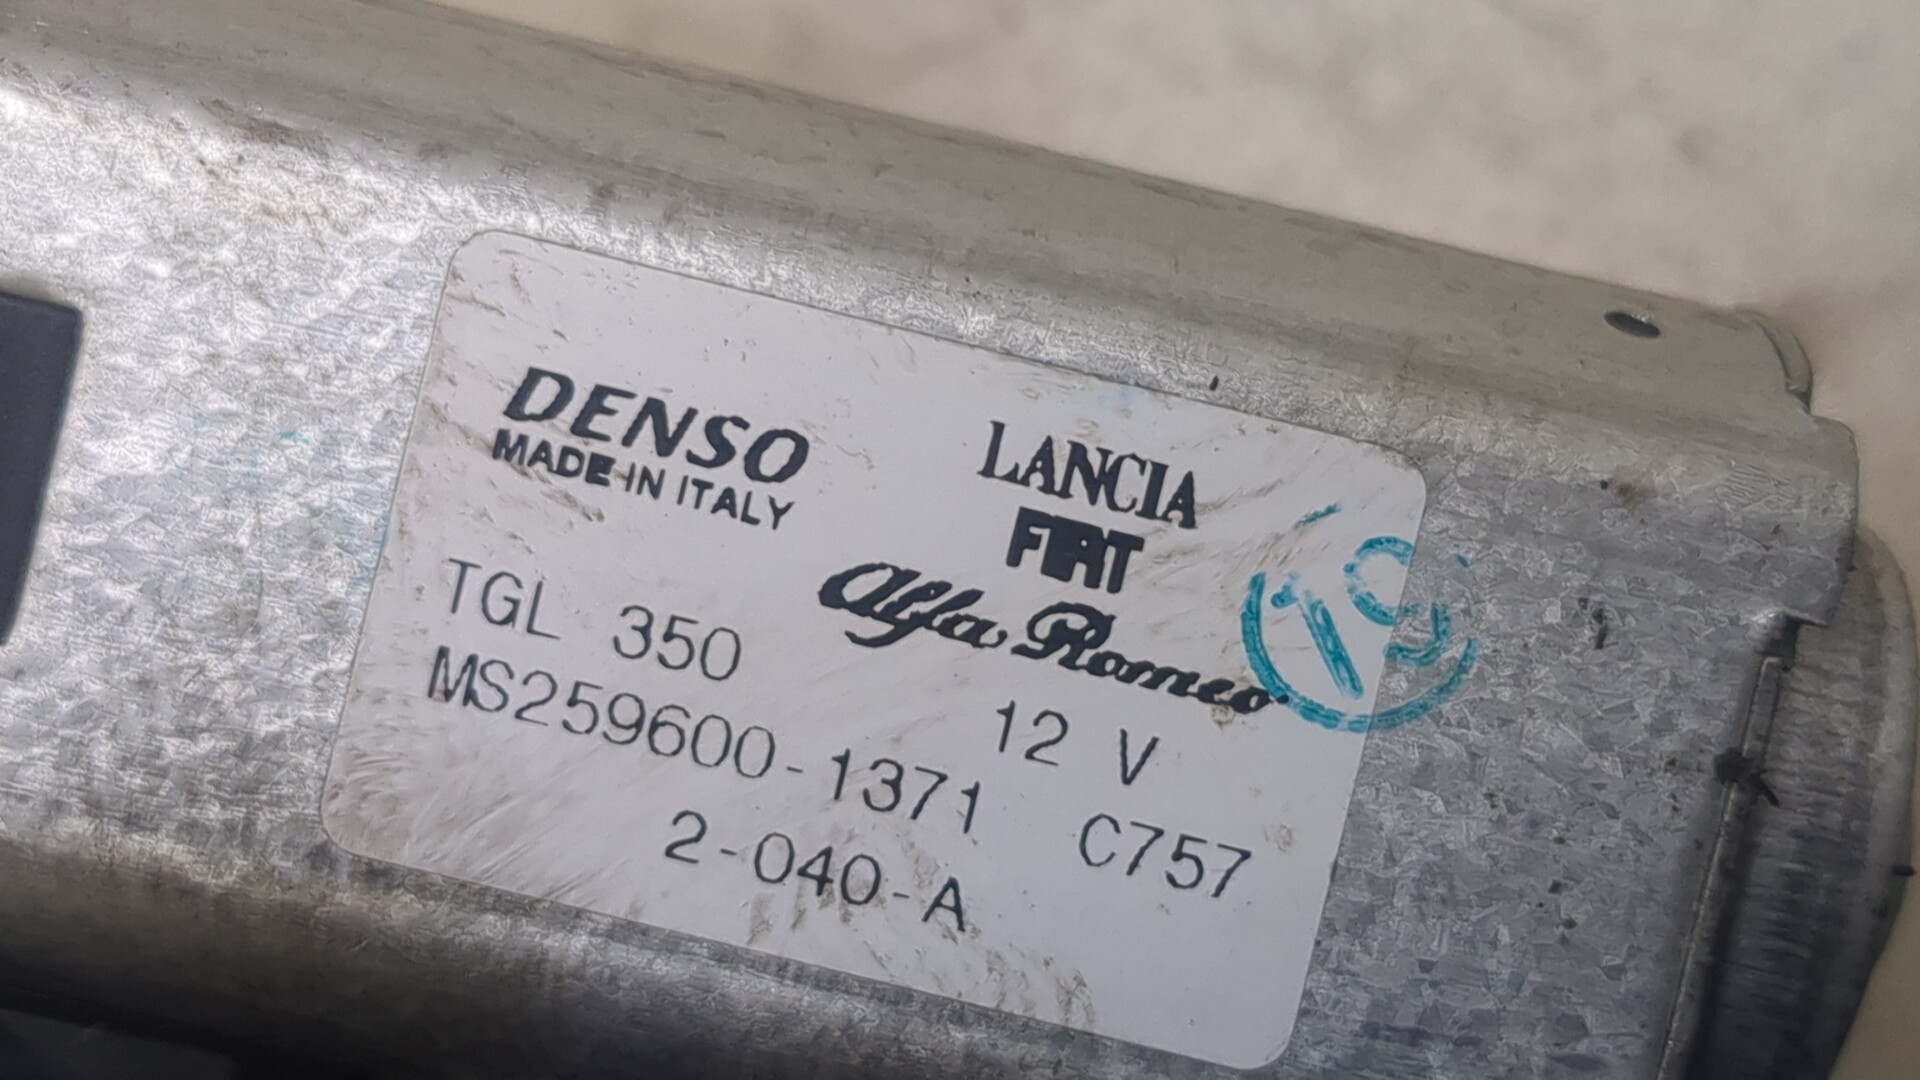 DENSO
MADE IN ITALY
LANCIA
FIAT
Alfa Romeo
TGL 350
12 V
MS259600-1371 C757
2-040-A